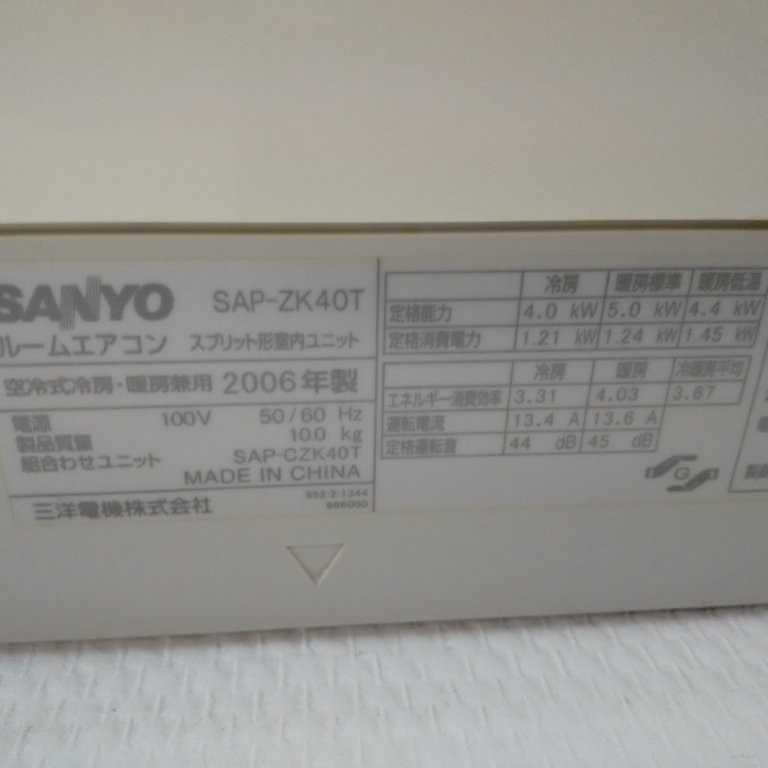 SANYO SAP-ZK40T
ルームエアコン スプリット形室内ユニット
空冷式冷房・暖房兼用 2006年製
電源 100V 50/60 Hz
製品質量 10.0 kg
組合わせユニット SAP-CZK40T
MADE IN CHINA
三洋電機株式会社
852-2 1344
666000
冷房 暖房標準 暖房低温
定格能力 4.0 kW 5.0 kW 4.4 kW
定格消費電力 1.21 kW 1.24 kW 1.45 kW
冷房 暖房 冷暖房平均
エネルギー消費効率 3.31 4.03 3.67
運転電流 13.4 A 13.6 A
定格運転音 44 dB 45 dB
G
製造